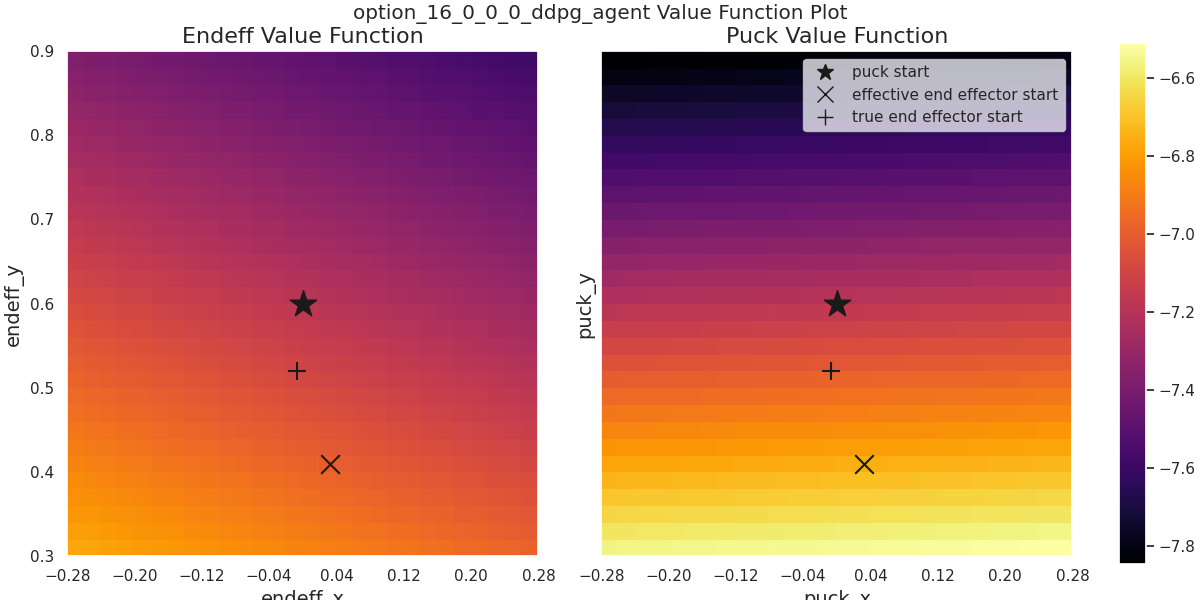 option_16_0_0_0_ddpg_agent Value Function Plot
Endeff Value Function
Puck Value Function
0.9
0.8
0.7
0.6
0.5
0.4
0.3
endeff_y
−0.28 −0.20 −0.12 −0.04 0.04 0.12 0.20 0.28
endeff_x
puck_y
puck start
effective end effector start
true end effector start
−0.28 −0.20 −0.12 −0.04 0.04 0.12 0.20 0.28
puck_x
−6.6
−6.8
−7.0
−7.2
−7.4
−7.6
−7.8